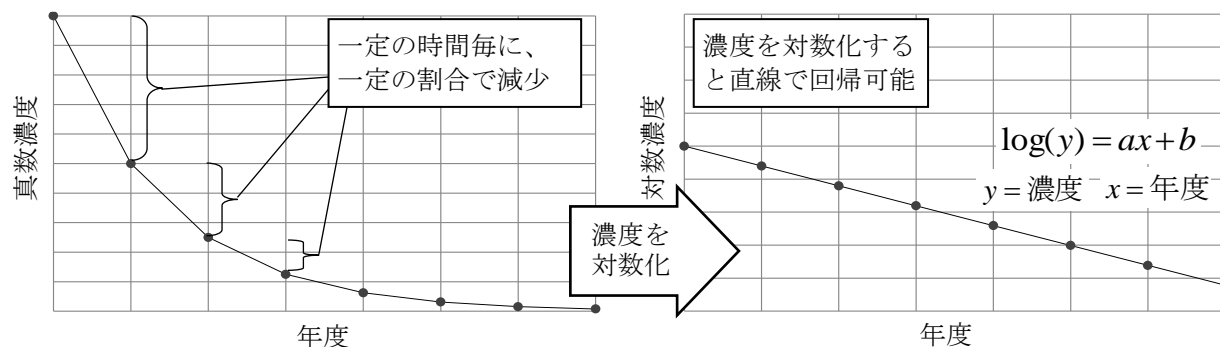 一定の時間毎に、
一定の割合で減少
真数濃度
年度
濃度を
対数化
濃度を対数化する
と直線で回帰可能
対数濃度
log(y) = ax + b
y = 濃度 x = 年度
年度